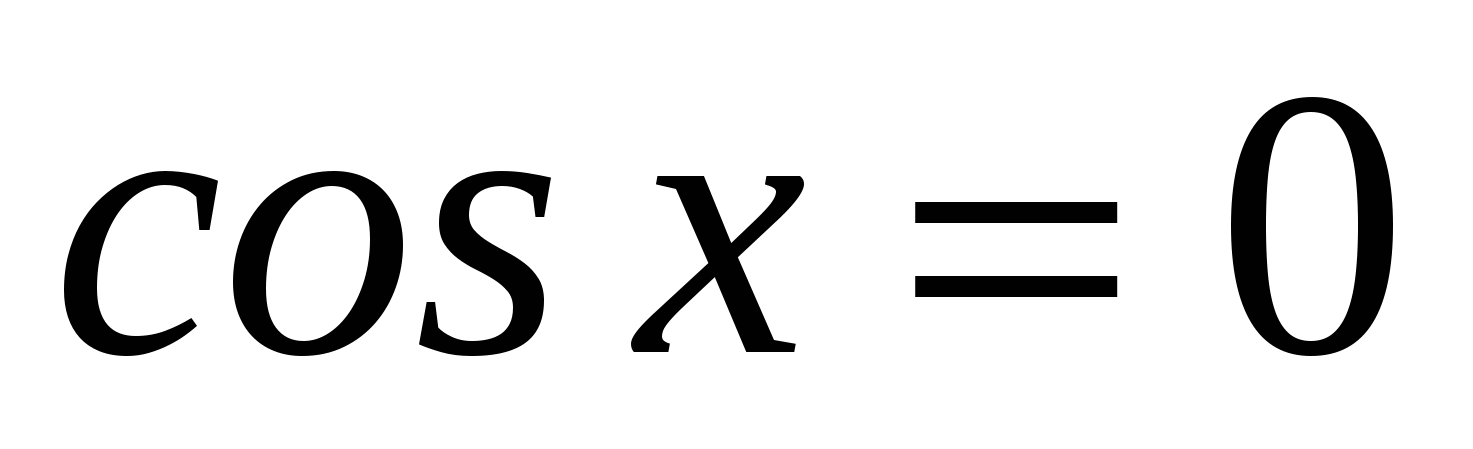 cos x = 0